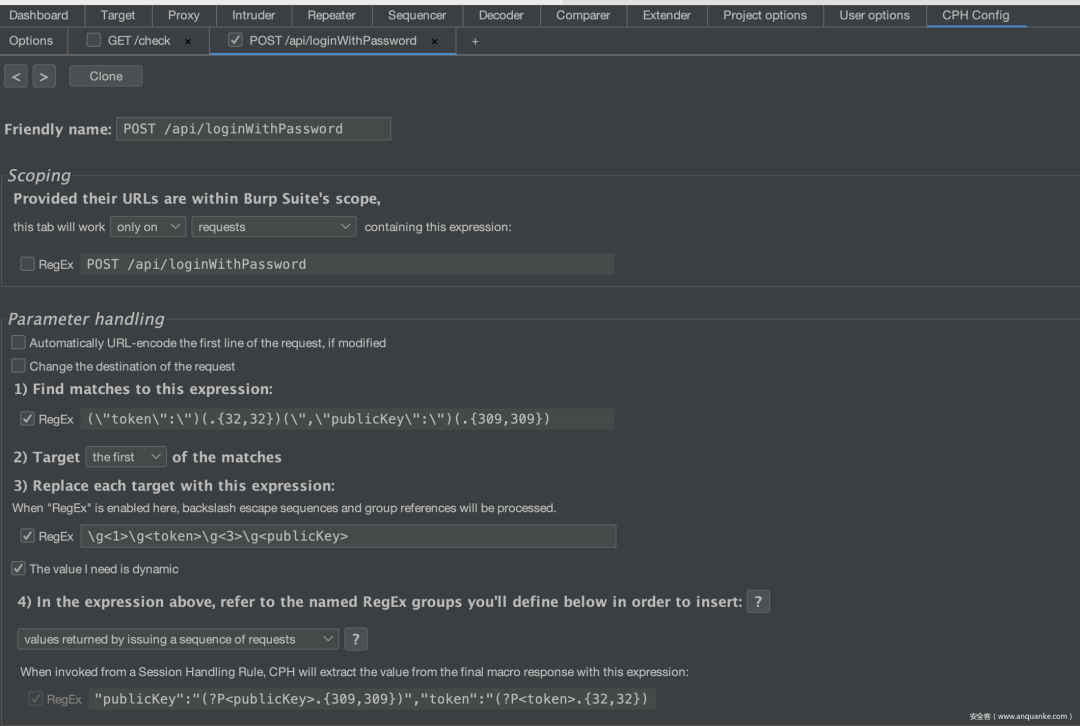 Dashboard Target Proxy Intruder Repeater Sequencer Decoder Comparer Extender Project options User options CPH Config
Options GET /check × POST /api/loginWithPassword × +
< > Clone
Friendly name: POST /api/loginWithPassword
Scoping
Provided their URLs are within Burp Suite's scope,
this tab will work only on requests containing this expression:
RegEx POST /api/loginWithPassword
Parameter handling
Automatically URL-encode the first line of the request, if modified
Change the destination of the request
1) Find matches to this expression:
RegEx (\"token\":\")(.{32,32})(\",\"publicKey\":\")(.{309,309})
2) Target the first of the matches
3) Replace each target with this expression:
When "RegEx" is enabled here, backslash escape sequences and group references will be processed.
RegEx \g<1>\g<token>\g<3>\g<publicKey>
The value I need is dynamic
4) In the expression above, refer to the named RegEx groups you'll define below in order to insert: ?
values returned by issuing a sequence of requests ?
When invoked from a Session Handling Rule, CPH will extract the value from the final macro response with this expression:
RegEx "publicKey":"(?P<publicKey>.{309,309})","token":"(?P<token>.{32,32})
安全客（www.anquanke.com）